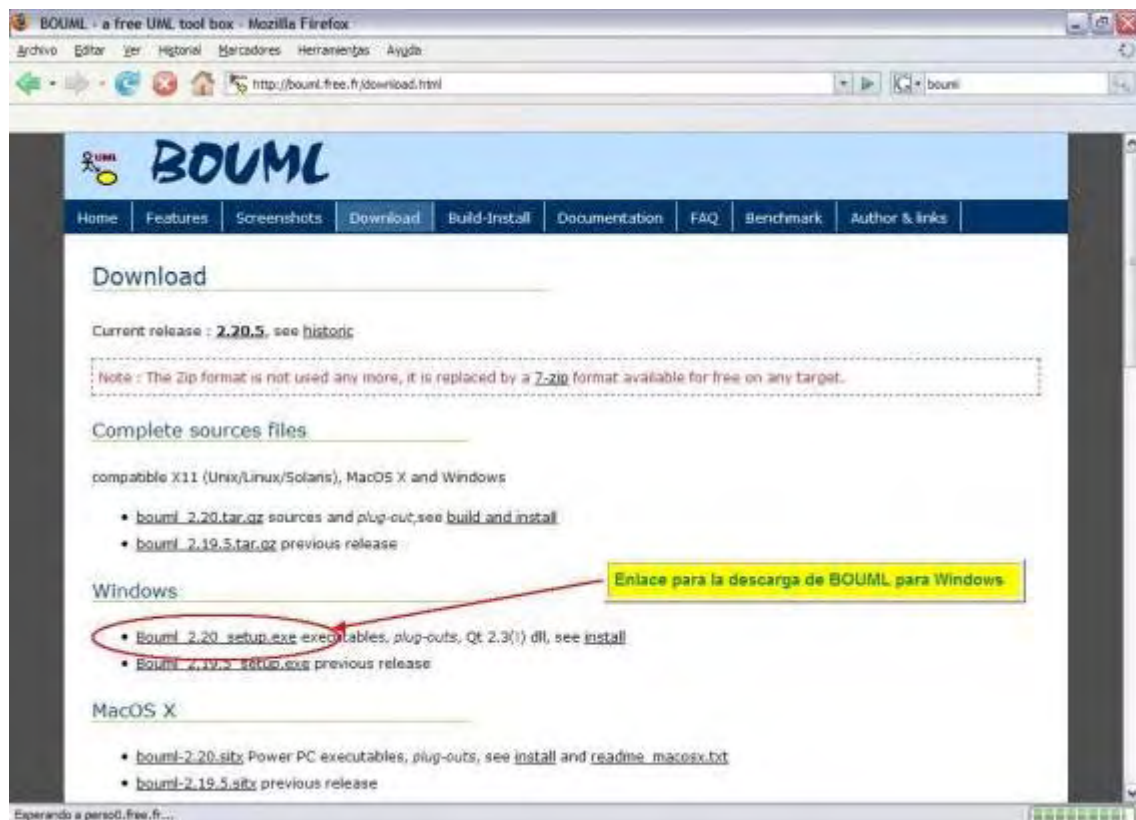 BOUML - a free UML tool box - Mozilla Firefox
Archivo Editar Ver Historial Marcadores Herramientas Ayuda
http://bouml.free.fr/download.html
bouml
BOUML
Home Features Screenshots Download Build-Install Documentation FAQ Benchmark Author & links
Download
Current release : 2.20.5, see historic
Note : The Zip format is not used any more, it is replaced by a 7-zip format available for free on any target.
Complete sources files
compatible X11 (Unix/Linux/Solaris), MacOS X and Windows
• bouml_2.20.tar.gz sources and plug-out,see build and install
• bouml_2.19.5.tar.gz previous release
Enlace para la descarga de BOUML para Windows
Windows
• Bouml_2.20_setup.exe executables, plug-outs, Qt 2.3(!) dll, see install
• Bouml_2.19.5_setup.exe previous release
MacOS X
• bouml-2.20.sitx Power PC executables, plug-outs, see install and readme_macosx.txt
• bouml-2.19.5.sitx previous release
Esperando a perso0.free.fr...